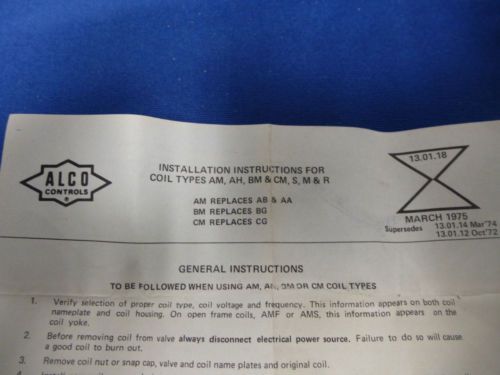 ALCO
CONTROLS
®
INSTALLATION INSTRUCTIONS FOR
COIL TYPES AM, AH, BM & CM, S, M & R
AM REPLACES AB & AA
BM REPLACES BG
CM REPLACES CG
13.01.18
MARCH 1975
Supersedes 13.01.14 Mar'74
13.01.12 Oct'72
GENERAL INSTRUCTIONS
TO BE FOLLOWED WHEN USING AM, BM OR CM COIL TYPES
1. Verify selection of proper coil type, coil voltage and frequency. This information appears on both coil
nameplate and coil housing. On open frame coils, AMF or AMS, this information appears on the
coil yoke.
2. Before removing coil from valve always disconnect electrical power source. Failure to do so will cause
a good coil to burn out.
3. Remove coil nut or snap cap, valve and coil name plates and original coil.